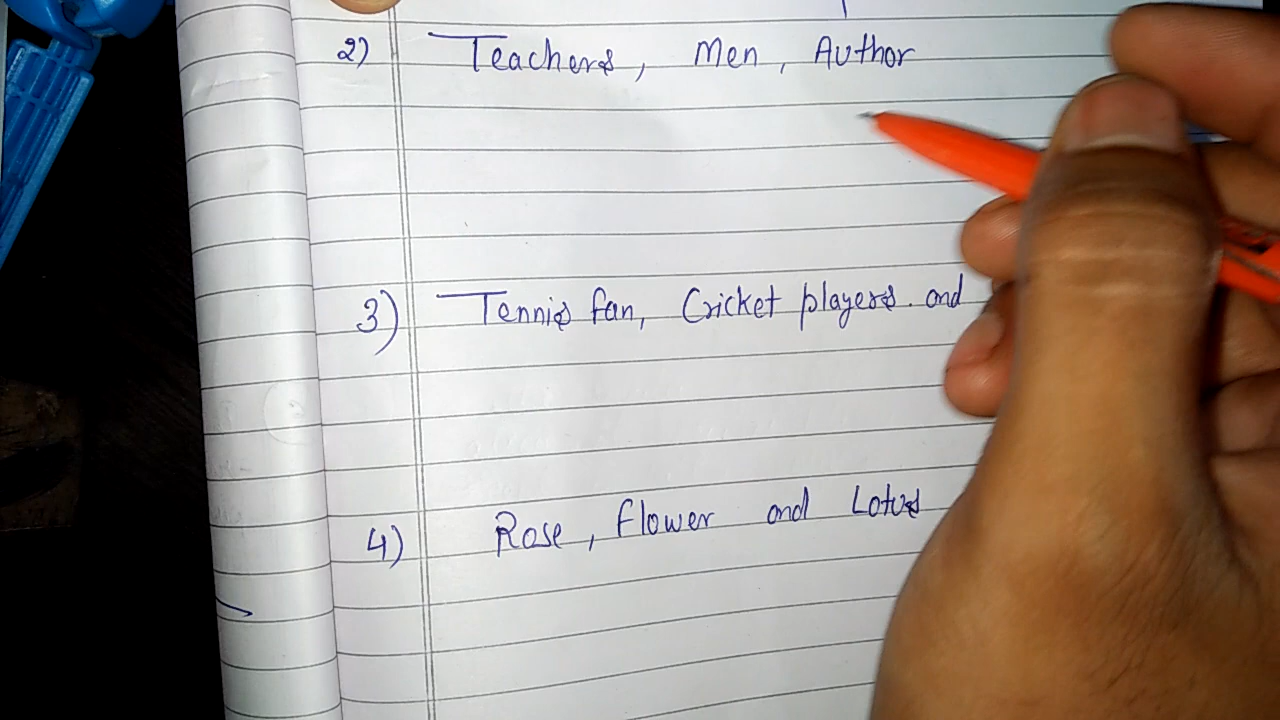 2) Teachers, Men, Author
3) Tennis fan, Cricket players. and
4) Rose, flower and Lotus